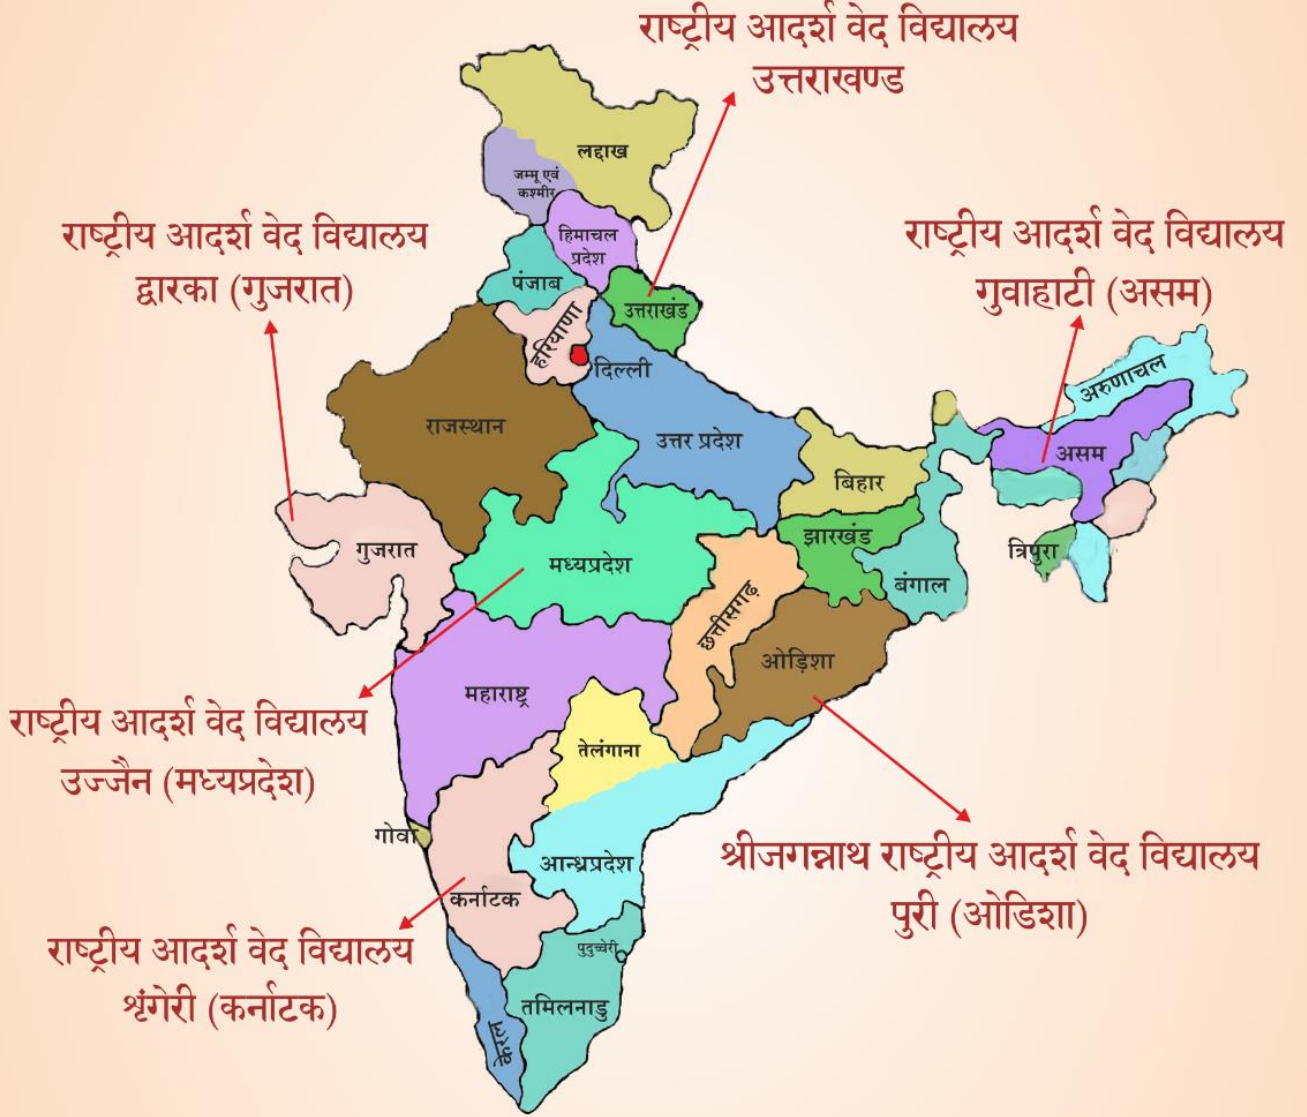 राष्ट्रीय आदर्श वेद विद्यालय
उत्तराखण्ड
लद्दाख
जम्मू एवं
कश्मीर
राष्ट्रीय आदर्श वेद विद्यालय
द्वारका (गुजरात)
हिमाचल
प्रदेश
राष्ट्रीय आदर्श वेद विद्यालय
गुवाहाटी (असम)
पंजाब
उत्तराखंड
हरियाणा
दिल्ली
अरुणाचल
राजस्थान
उत्तर प्रदेश
असम
बिहार
झारखंड
गुजरात
मध्यप्रदेश
त्रिपुरा
बंगाल
छत्तीसगढ़
ओड़िशा
महाराष्ट्र
राष्ट्रीय आदर्श वेद विद्यालय
उज्जैन (मध्यप्रदेश)
तेलंगाना
गोवा
आन्ध्रप्रदेश
श्रीजगन्नाथ राष्ट्रीय आदर्श वेद विद्यालय
पुरी (ओडिशा)
कर्नाटक
राष्ट्रीय आदर्श वेद विद्यालय
शृंगेरी (कर्नाटक)
पुदुच्चेरी
तमिलनाडु
केरल